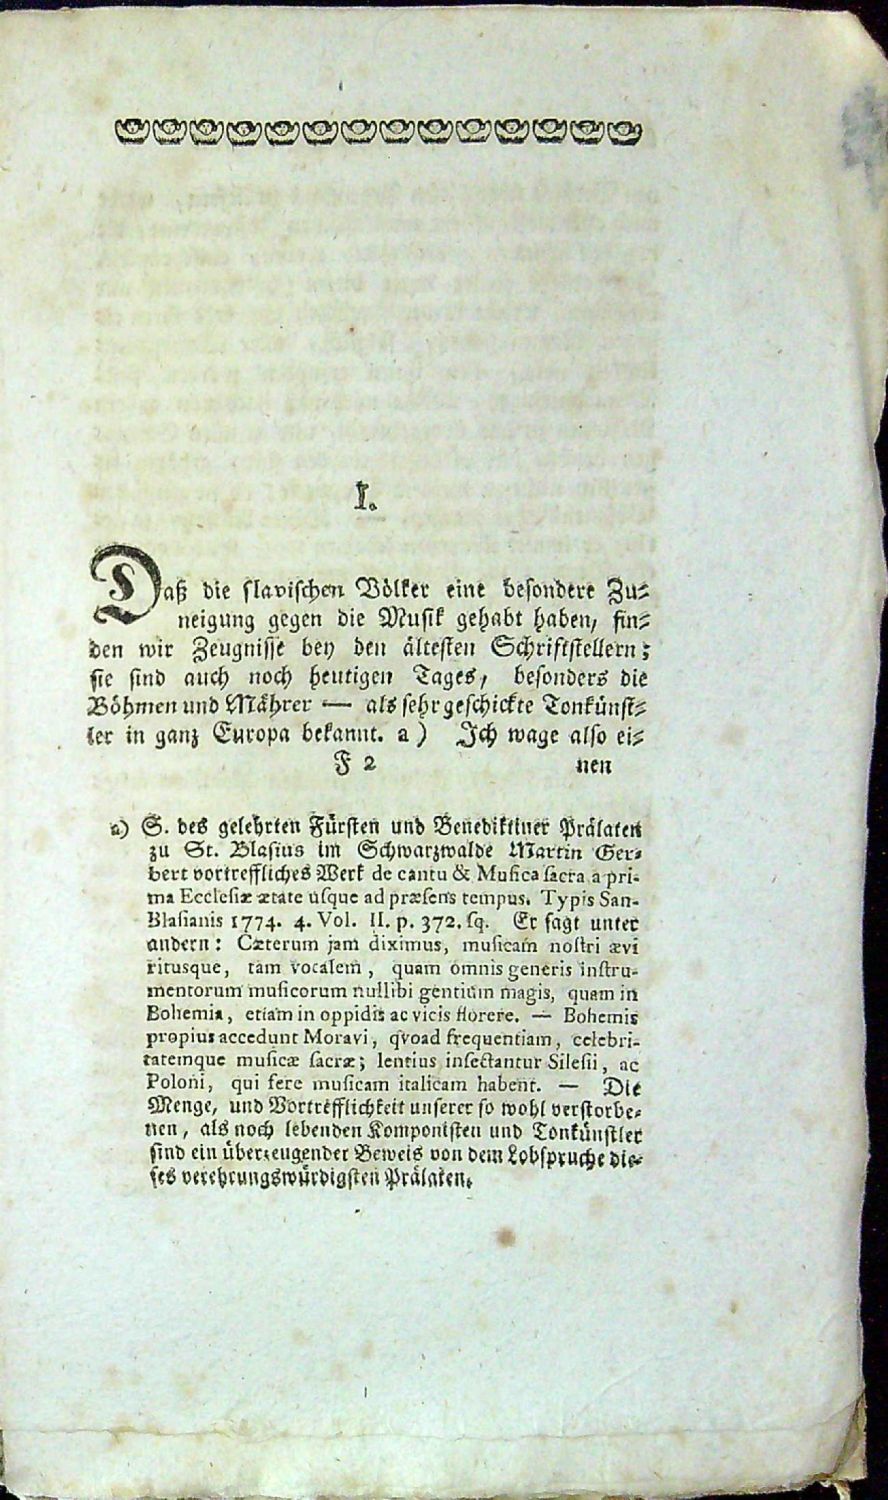 I.
Daß die slavischen Völker eine besondere Zu⸗
neigung gegen die Musik gehabt haben, fin⸗
den wir Zeugnisse bey den ältesten Schriftstellern;
sie sind auch noch heutigen Tages, besonders die
Böhmen und Mährer — als sehr geschickte Tonkünst⸗
ler in ganz Europa bekannt. a) Ich wage also ei⸗
F 2 nen
a) S. des gelehrten Fürsten und Benediktiner Prälaten
zu St. Blasius im Schwarzwalde Martin Ger⸗
bert vortreffliches Werk de cantu & Musica sacra a pri-
ma Ecclesiæ ætate usque ad præsens tempus. Typis San-
Blasianis 1774. 4. Vol. II. p. 372. sq. Er sagt unter
andern: Cæterum jam diximus, musicam nostri ævi
ritusque, tam vocalem, quam omnis generis instru-
mentorum musicorum nullibi gentium magis, quam in
Bohemia, etiam in oppidis ac vicis florere. — Bohemis
propius accedunt Moravi, qvoad frequentiam, celebri-
tatemque musicæ sacræ; lentius insectantur Silesii, ac
Poloni, qui fere musicam italicam habent. — Die
Menge, und Vortrefflichkeit unserer so wohl verstorbe⸗
nen, als noch lebenden Komponisten und Tonkünstler
sind ein überzeugender Beweis von dem Lobspruche die⸗
ses verehrungswürdigsten Prälaten.